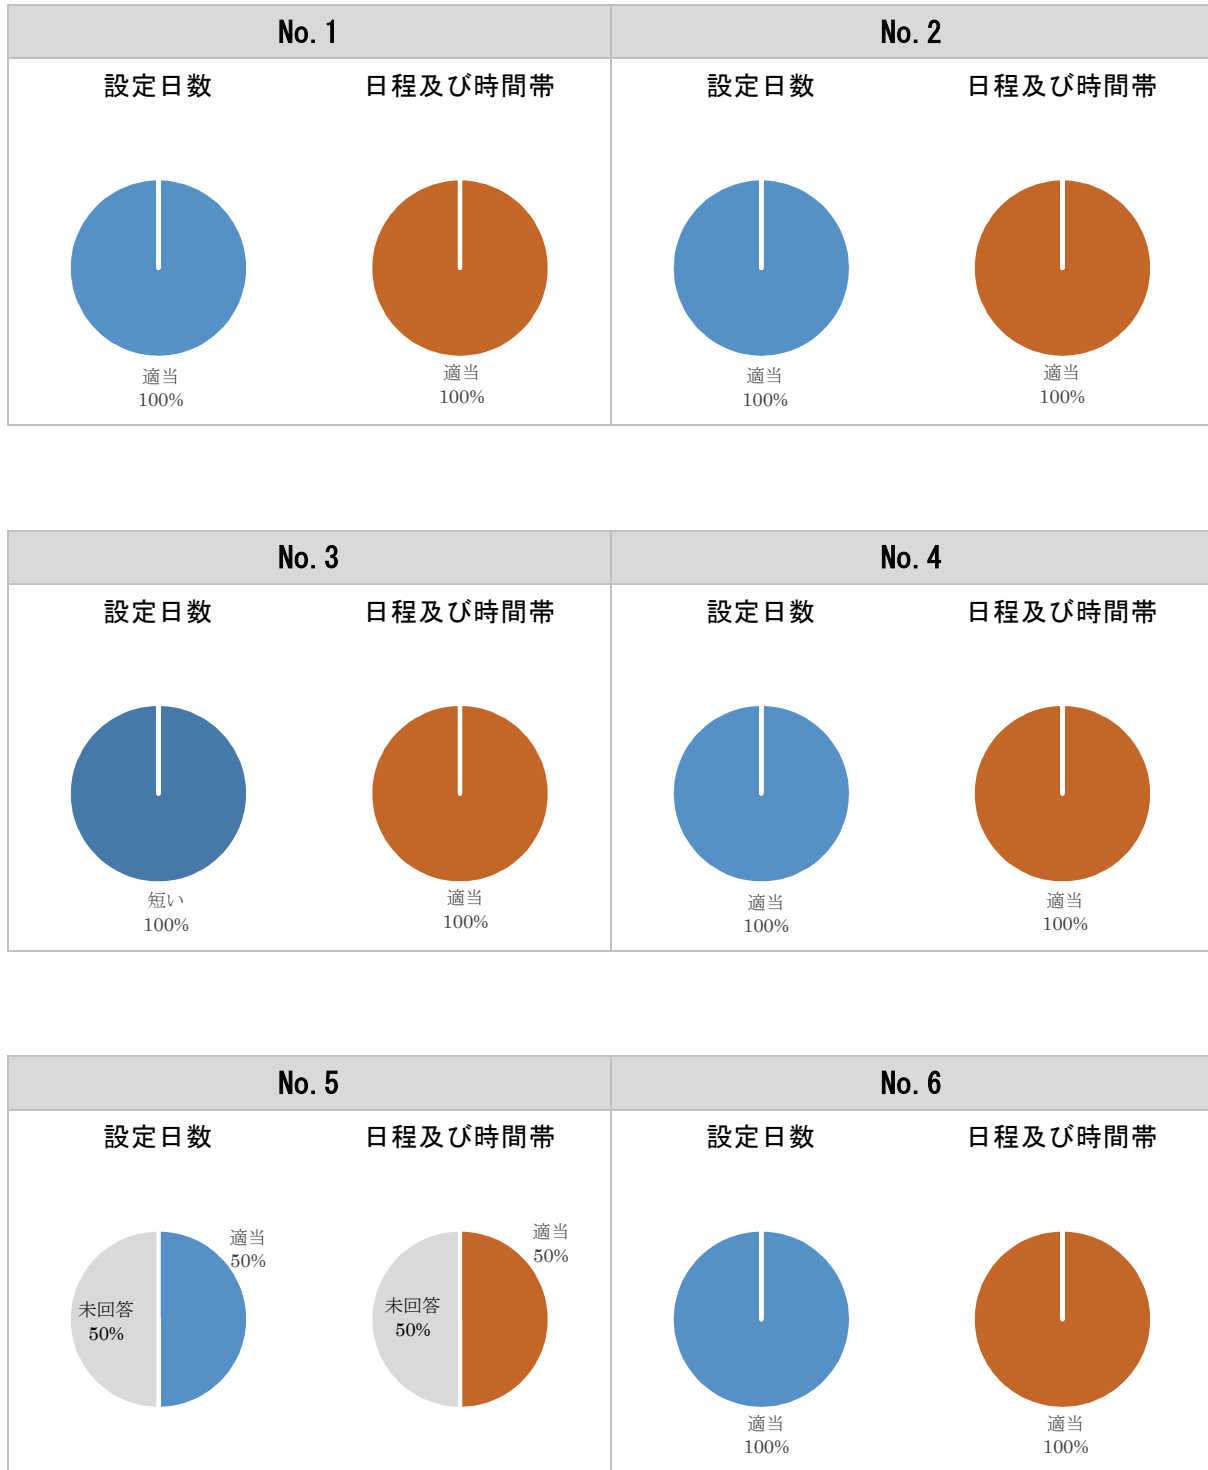 No. 1
設定日数
日程及び時間帯
適当
100%
適当
100%
No. 2
設定日数
日程及び時間帯
適当
100%
適当
100%
No. 3
設定日数
日程及び時間帯
短い
100%
適当
100%
No. 4
設定日数
日程及び時間帯
適当
100%
適当
100%
No. 5
設定日数
日程及び時間帯
適当
50%
未回答
50%
適当
50%
未回答
50%
No. 6
設定日数
日程及び時間帯
適当
100%
適当
100%